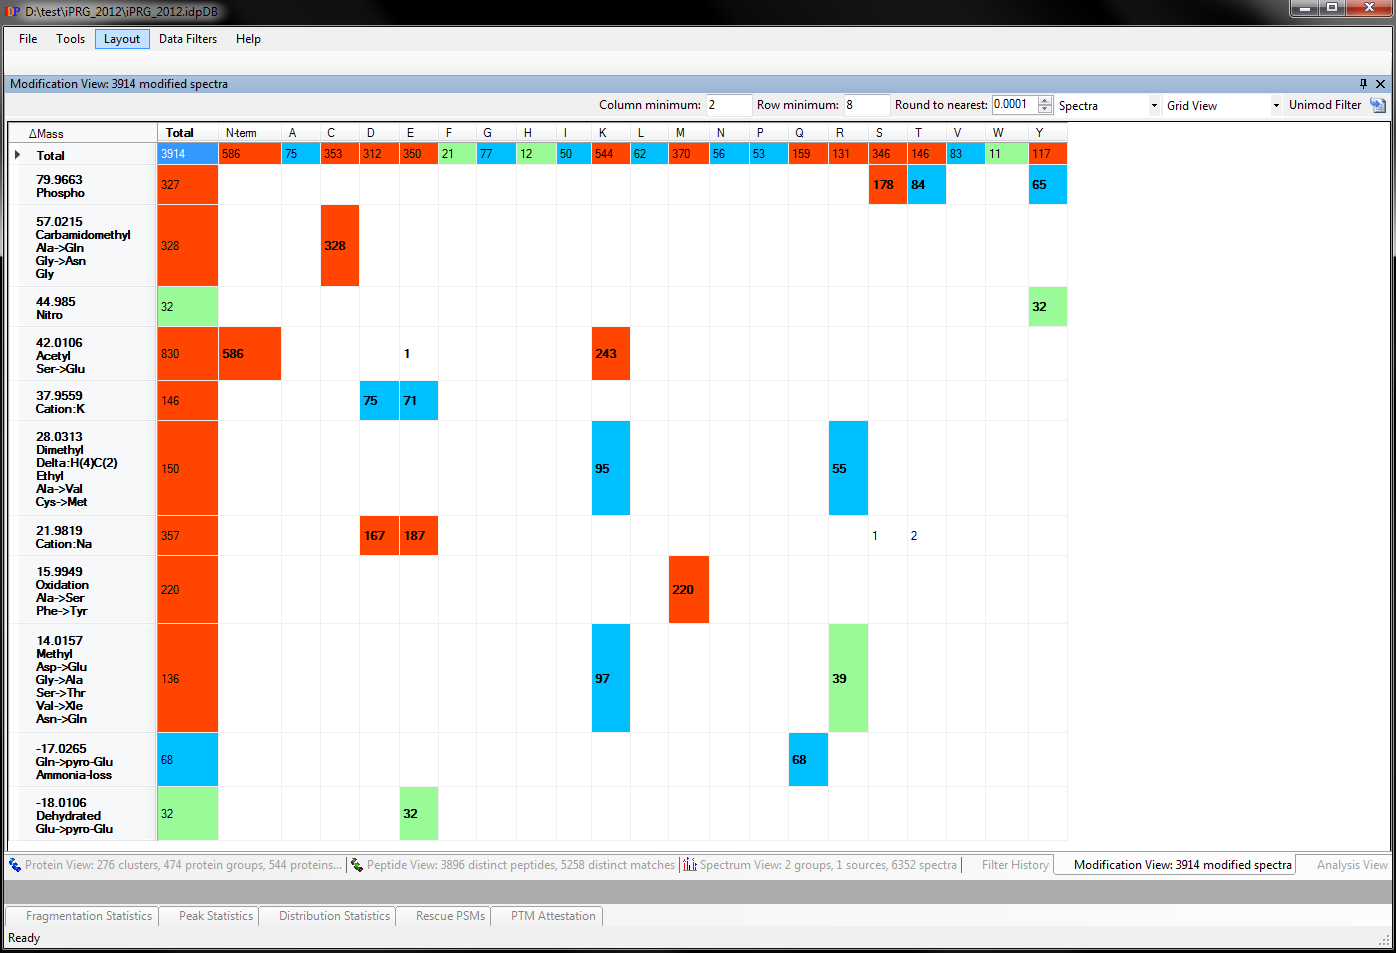 DP D:\test\iPRG_2012\iPRG_2012.idpDB
File Tools Layout Data Filters Help
Modification View: 3914 modified spectra
Column minimum: 2 Row minimum: 8 Round to nearest: 0.0001 Spectra Grid View Unimod Filter
ΔMass Total N-term A C D E F G H I K L M N P Q R S T V W Y
Total 3914 586 75 353 312 350 21 77 12 50 544 62 370 56 53 159 131 346 146 83 11 117
79.9663
Phospho
327 178 84 65
57.0215
Carbamidomethyl
Ala->Gln
Gly->Asn
Gly
328 328
44.985
Nitro
32 32
42.0106
Acetyl
Ser->Glu
830 586 1 243
37.9559
Cation:K
146 75 71
28.0313
Dimethyl
Delta:H(4)C(2)
Ethyl
Ala->Val
Cys->Met
150 95 55
21.9819
Cation:Na
357 167 187 1 2
15.9949
Oxidation
Ala->Ser
Phe->Tyr
220 220
14.0157
Methyl
Asp->Glu
Gly->Ala
Ser->Thr
Val->Xle
Asn->Gln
136 97 39
-17.0265
Gln->pyro-Glu
Ammonia-loss
68 68
-18.0106
Dehydrated
Glu->pyro-Glu
32 32
Protein View: 276 clusters, 474 protein groups, 544 proteins... Peptide View: 3896 distinct peptides, 5258 distinct matches Spectrum View: 2 groups, 1 sources, 6352 spectra Filter History Modification View: 3914 modified spectra Analysis View
Fragmentation Statistics Peak Statistics Distribution Statistics Rescue PSMs PTM Attestation
Ready